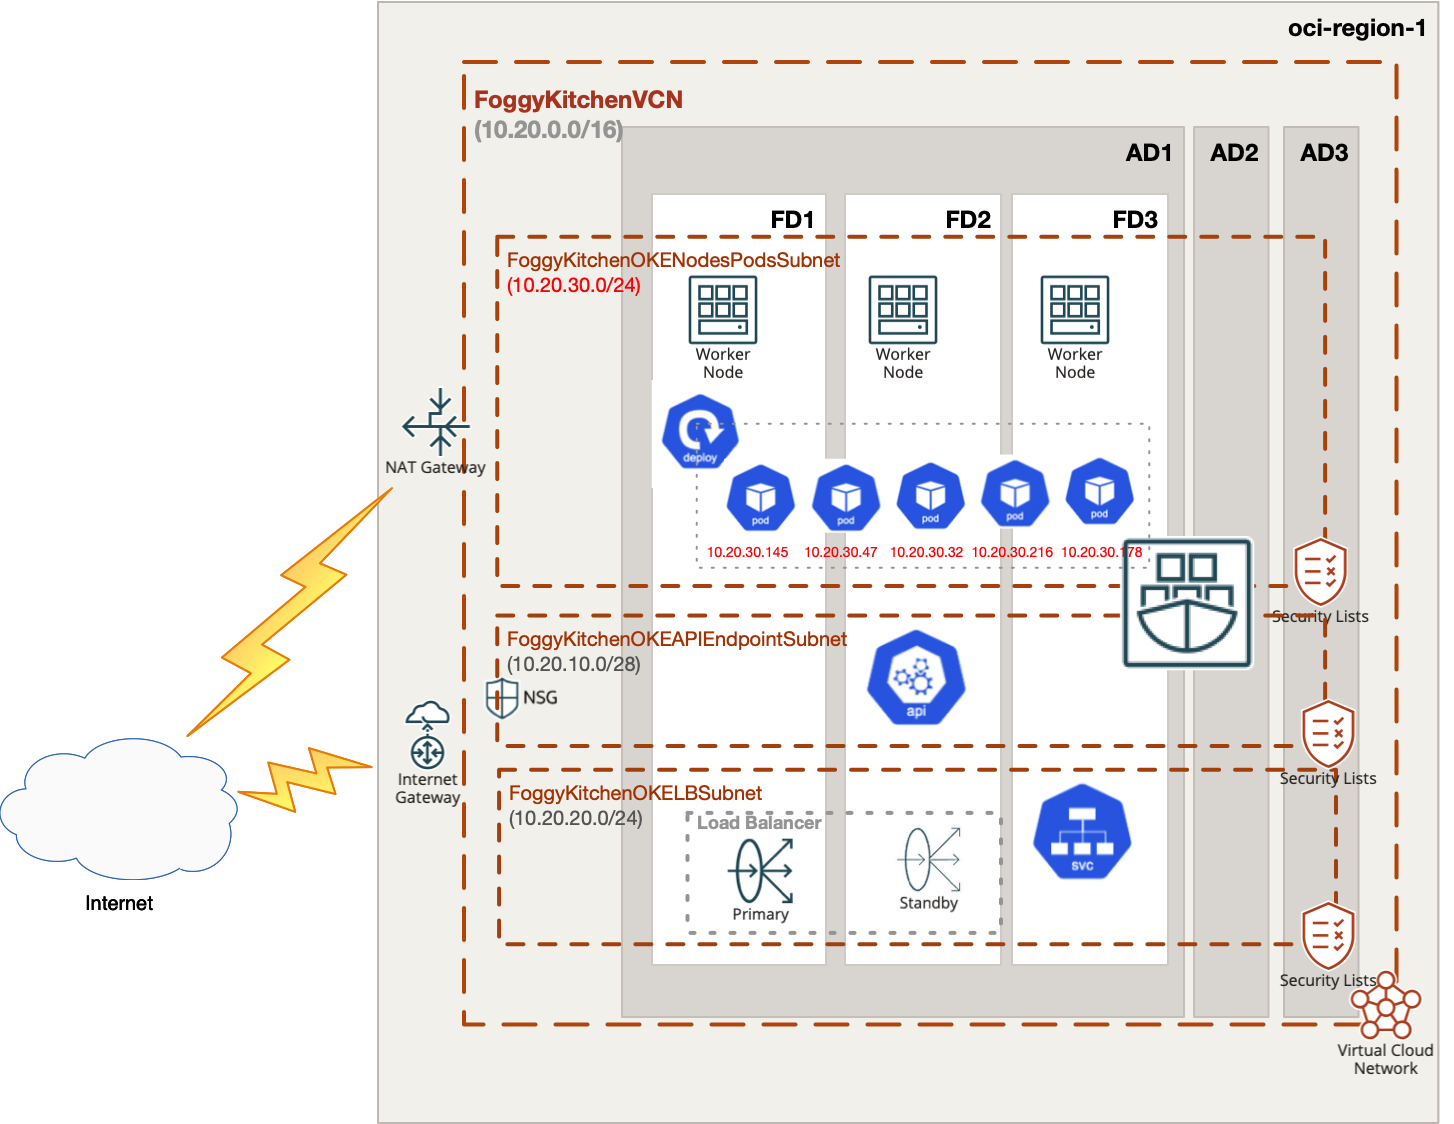 oci-region-1
FoggyKitchenVCN
(10.20.0.0/16)
AD1
AD2
AD3
FD1
FD2
FD3
FoggyKitchenOKENodesPodsSubnet
(10.20.30.0/24)
Worker
Node
Worker
Node
Worker
Node
deploy
NAT Gateway
pod
pod
pod
pod
pod
10.20.30.145
10.20.30.47
10.20.30.32
10.20.30.216
10.20.30.178
Security Lists
FoggyKitchenOKEAPIEndpointSubnet
(10.20.10.0/28)
NSG
api
Internet
Gateway
Security Lists
FoggyKitchenOKELBSubnet
(10.20.20.0/24)
Load Balancer
Primary
Standby
svc
Internet
Security Lists
Virtual Cloud
Network